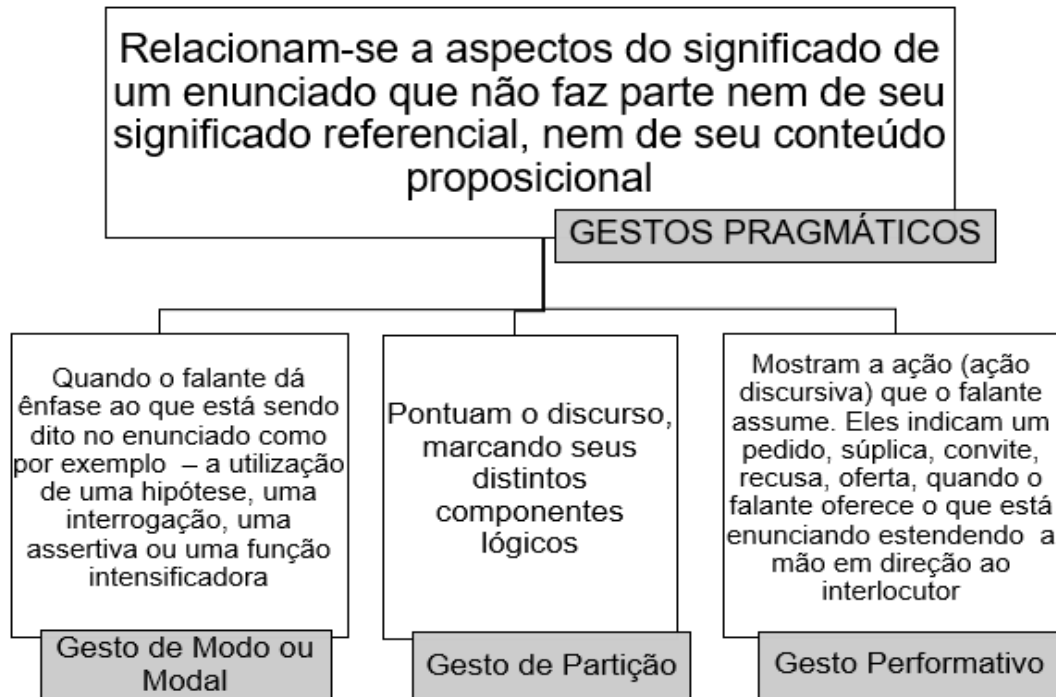 Relacionam-se a aspectos do significado de
um enunciado que não faz parte nem de seu
significado referencial, nem de seu conteúdo
proposicional
GESTOS PRAGMÁTICOS
Quando o falante dá
ênfase ao que está sendo
dito no enunciado como
por exemplo – a utilização
de uma hipótese, uma
interrogação, uma
assertiva ou uma função
intensificadora
Gesto de Modo ou
Modal
Pontuam o discurso,
marcando seus
distintos
componentes
lógicos
Gesto de Partição
Mostram a ação (ação
discursiva) que o falante
assume. Eles indicam um
pedido, súplica, convite,
recusa, oferta, quando o
falante oferece o que está
enunciando estendendo a
mão em direção ao
interlocutor
Gesto Performativo